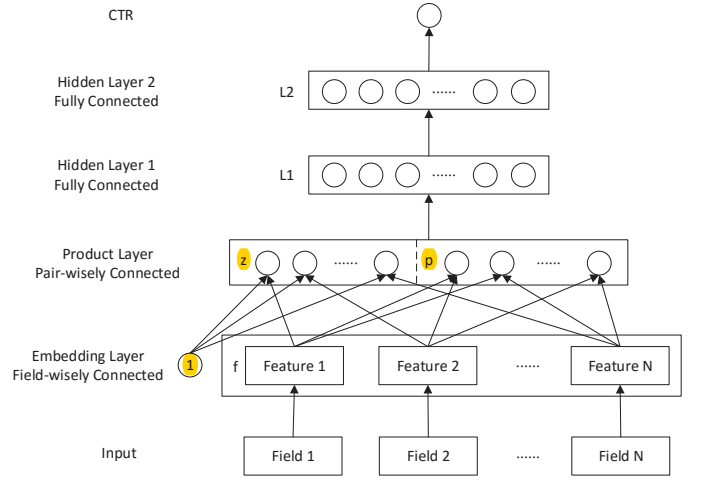 CTR
Hidden Layer 2
Fully Connected
L2
......
Hidden Layer 1
Fully Connected
L1
......
Product Layer
Pair-wisely Connected
z
......
p
......
Embedding Layer
Field-wisely Connected
1
f
Feature 1
Feature 2
......
Feature N
Input
Field 1
Field 2
......
Field N